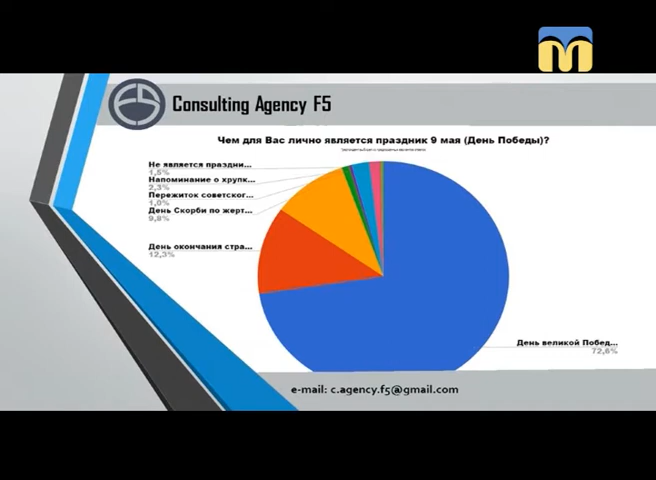 Consulting Agency F5
Чем для Вас лично является праздник 9 мая (День Победы)?
Не является праздни...
1,5%
Напоминание о хрупк...
2,3%
Пережиток советског...
1,0%
День Скорби по жерт...
9,8%
День окончания стра...
12,3%
День великой Побед...
72,6%
e-mail: c.agency.f5@gmail.com